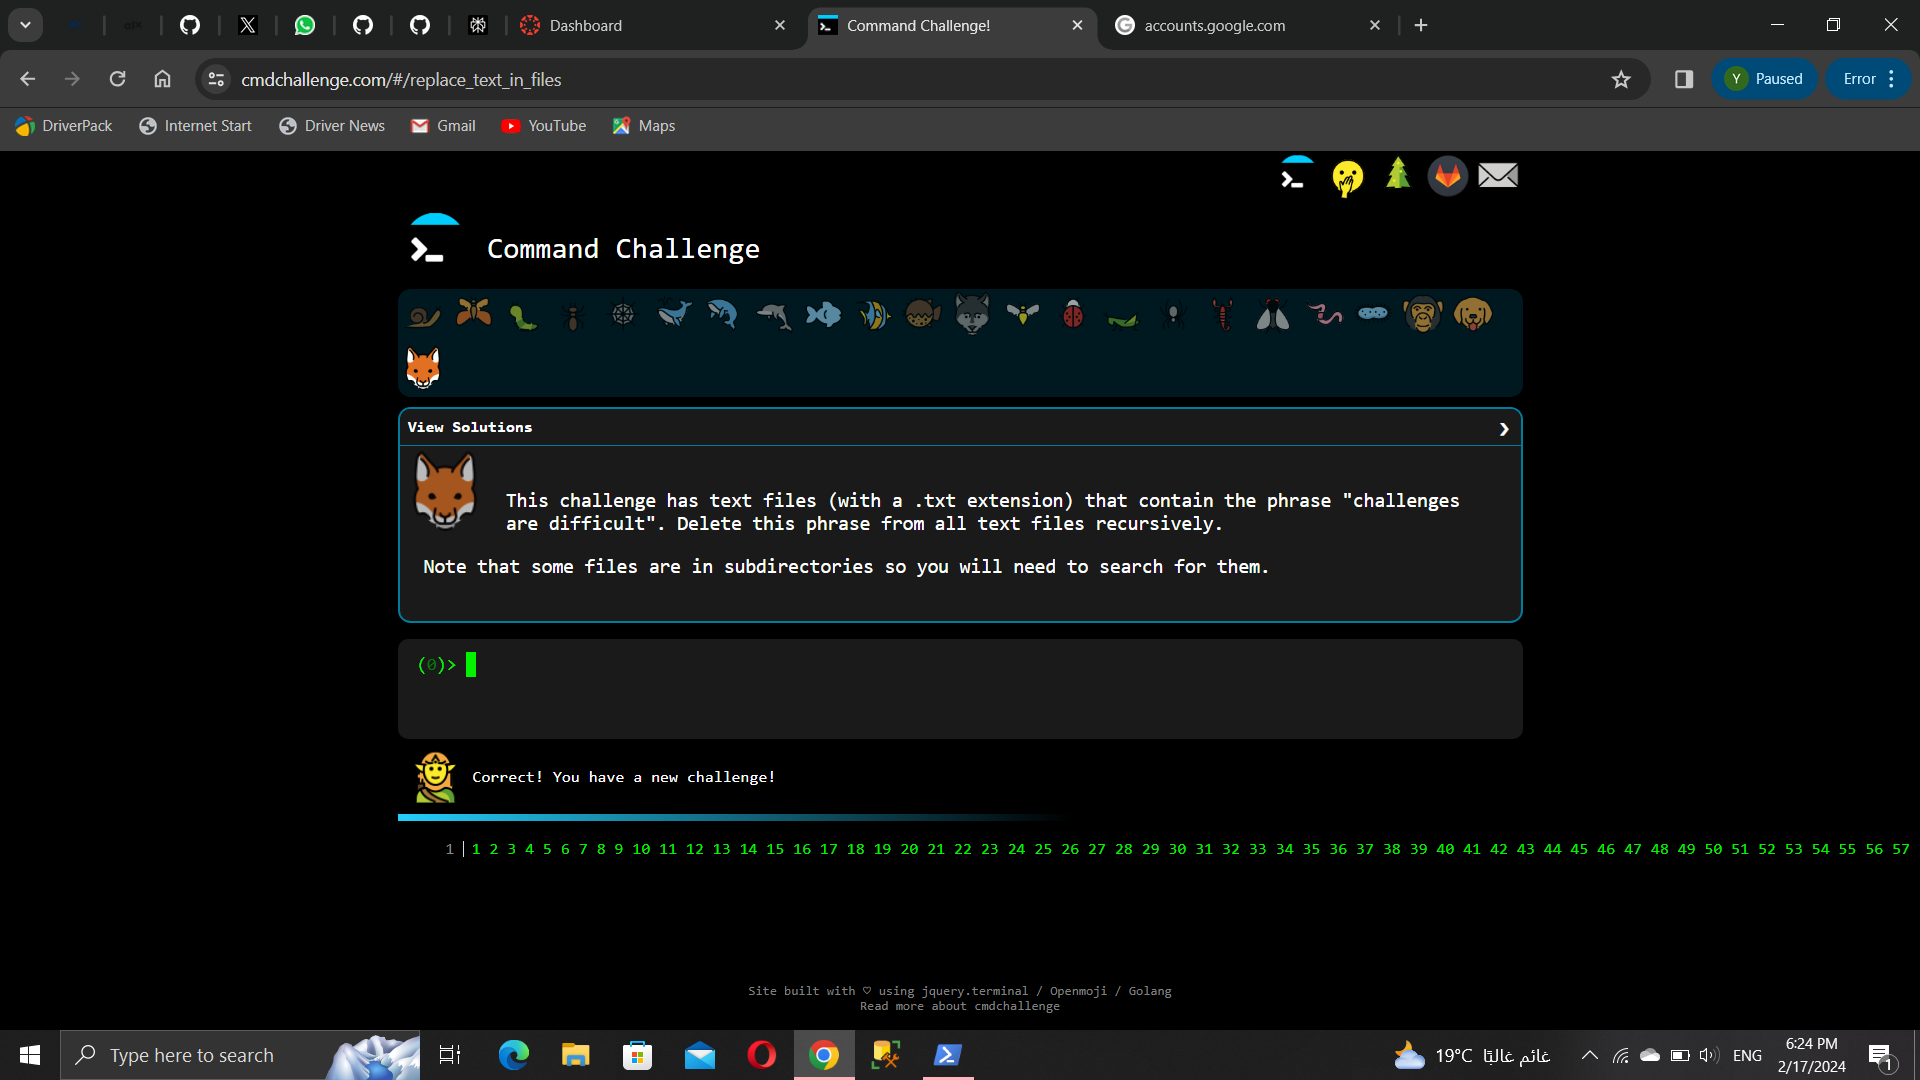 Dashboard
Command Challenge!
accounts.google.com
cmdchallenge.com/#/replace_text_in_files
Y Paused
Error
DriverPack
Internet Start
Driver News
Gmail
YouTube
Maps
Command Challenge
View Solutions
This challenge has text files (with a .txt extension) that contain the phrase "challenges
are difficult". Delete this phrase from all text files recursively.
Note that some files are in subdirectories so you will need to search for them.
(0)>
Correct! You have a new challenge!
1 | 1 2 3 4 5 6 7 8 9 10 11 12 13 14 15 16 17 18 19 20 21 22 23 24 25 26 27 28 29 30 31 32 33 34 35 36 37 38 39 40 41 42 43 44 45 46 47 48 49 50 51 52 53 54 55 56 57
Site built with ♡ using jquery.terminal / Openmoji / Golang
Read more about cmdchallenge
Type here to search
19°C غائم غالبًا
ENG
6:24 PM
2/17/2024
1